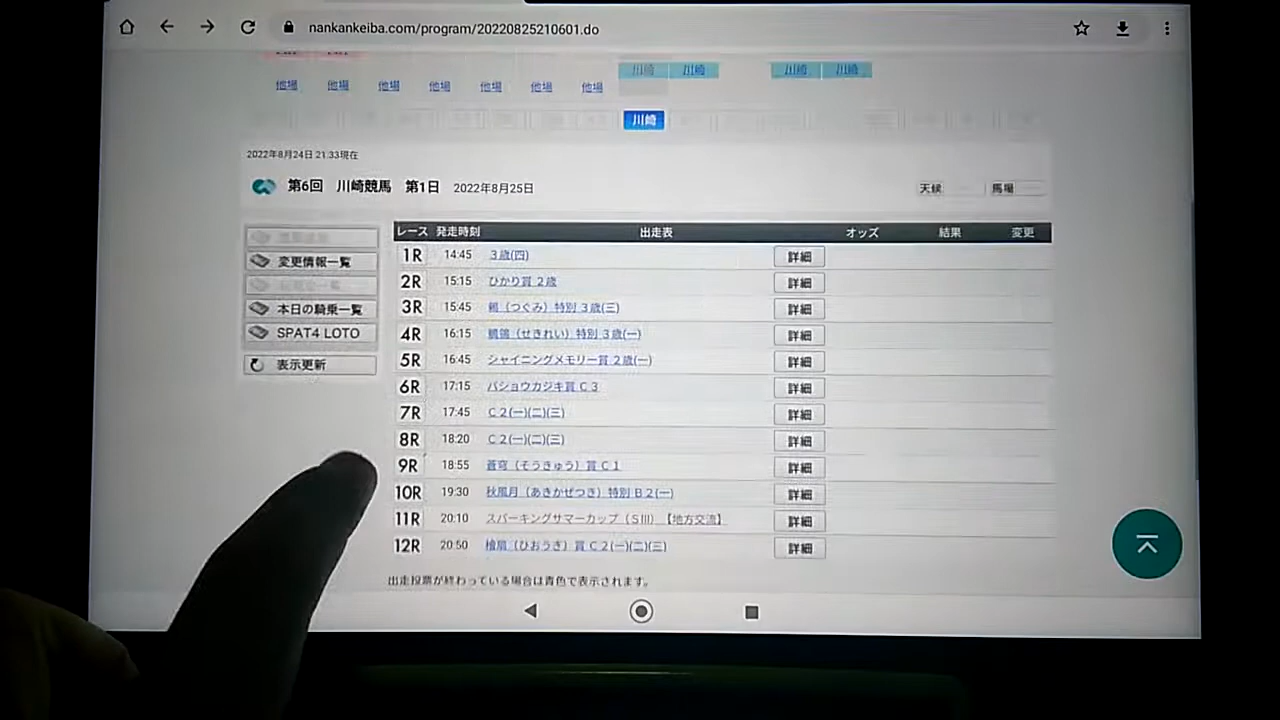 nankankeiba.com/program/20220825210601.do
川崎 川崎 川崎 川崎
他場 他場 他場 他場 他場 他場 他場
川崎
2022年8月24日 21:33現在
第6回 川崎競馬 第1日 2022年8月25日
天候 馬場
変更情報一覧
本日の騎乗一覧
SPAT4 LOTO
表示更新
レース 発走時刻 出走表 オッズ 結果 変更
1R 14:45 3歳(四) 詳細
2R 15:15 ひかり賞 2歳 詳細
3R 15:45 (つぐみ)特別 3歳(三) 詳細
4R 16:15 鶺鴒(せきれい)特別 3歳(一) 詳細
5R 16:45 シャイニングメモリー賞 2歳(一) 詳細
6R 17:15 バショウカジキ賞 C3 詳細
7R 17:45 C2(一)(二)(三) 詳細
8R 18:20 C2(一)(二)(三) 詳細
9R 18:55 蒼穹(そうきゅう)賞 C1 詳細
10R 19:30 秋風月(あきかぜつき)特別 B2(一) 詳細
11R 20:10 スパーキングサマーカップ(SIII)【地方交流】 詳細
12R 20:50 檜扇(ひおうぎ)賞 C2(一)(二)(三) 詳細
出走投票が終わっている場合は青色で表示されます。